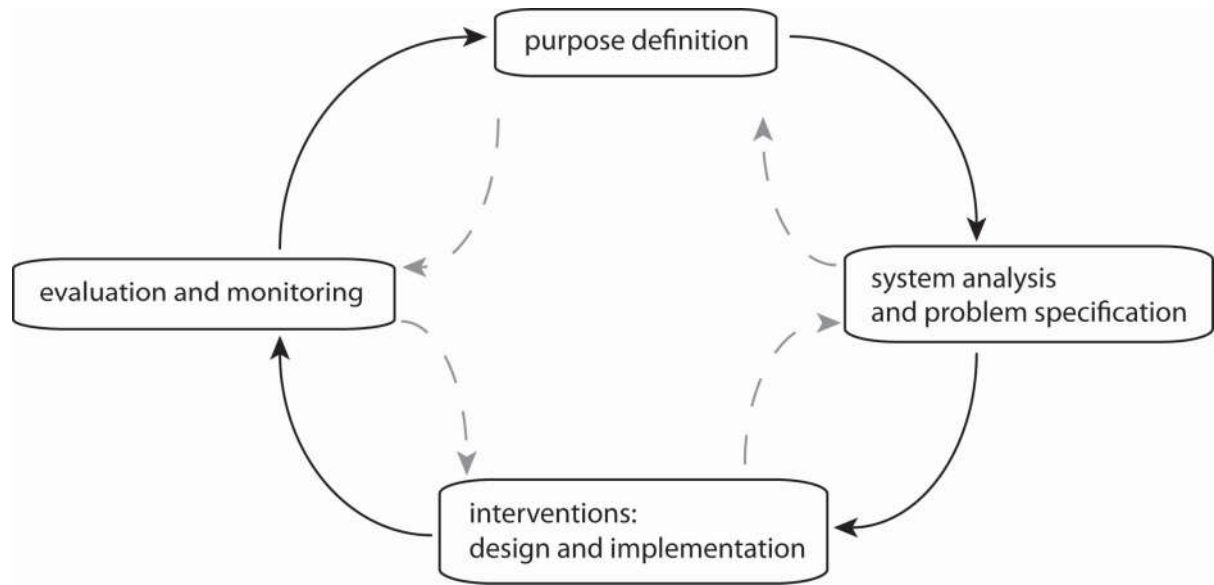 purpose definition
evaluation and monitoring
system analysis
and problem specification
interventions:
design and implementation